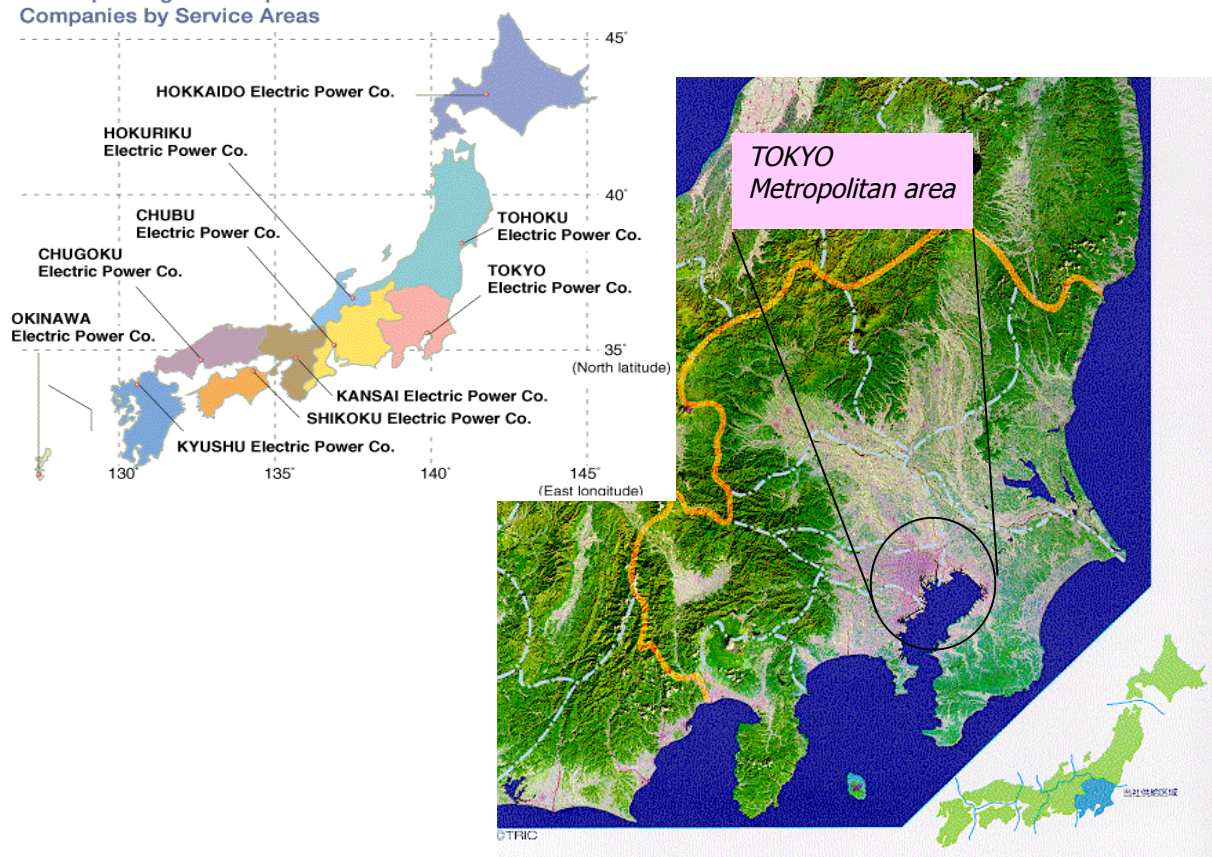 Companies by Service Areas
45°
HOKKAIDO Electric Power Co.
HOKURIKU
Electric Power Co.
40°
CHUBU
Electric Power Co.
TOHOKU
Electric Power Co.
CHUGOKU
Electric Power Co.
TOKYO
Electric Power Co.
OKINAWA
Electric Power Co.
35°
(North latitude)
KANSAI Electric Power Co.
SHIKOKU Electric Power Co.
KYUSHU Electric Power Co.
130°
135°
140°
145°
(East longitude)
TOKYO
Metropolitan area
当社供給区域
©TRIC